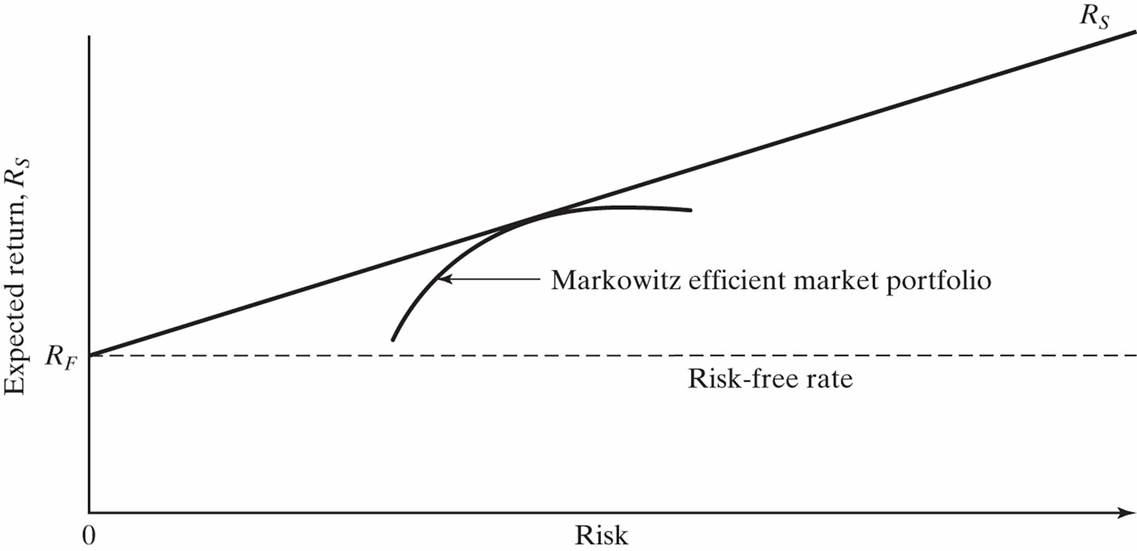 R_S
Expected return, R_S
Markowitz efficient market portfolio
R_F
Risk-free rate
0
Risk